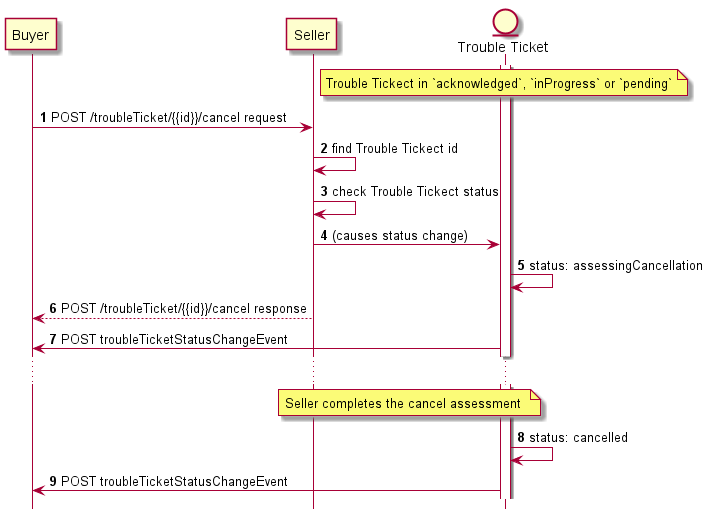 Buyer
Seller
Trouble Ticket
Trouble Tickect in `acknowledged`, `inProgress` or `pending`
1 POST /troubleTicket/{{id}}/cancel request
2 find Trouble Tickect id
3 check Trouble Tickect status
4 (causes status change)
5 status: assessingCancellation
6 POST /troubleTicket/{{id}}/cancel response
7 POST troubleTicketStatusChangeEvent
Seller completes the cancel assessment
8 status: cancelled
9 POST troubleTicketStatusChangeEvent